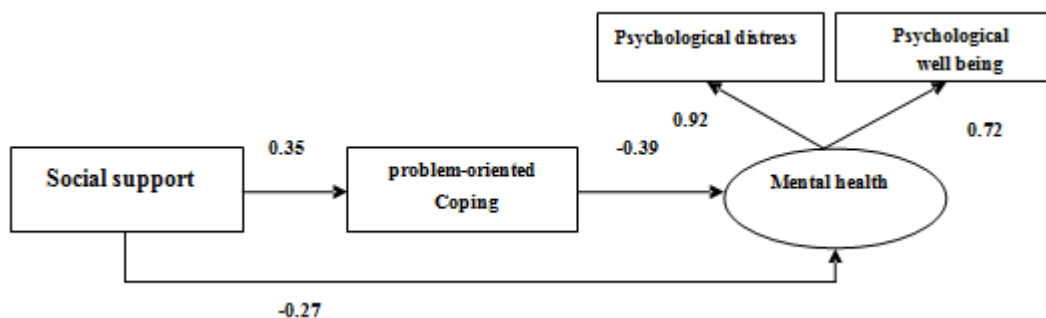 Psychological distress
Psychological
well being
0.92
0.72
0.35
-0.39
Social support
problem-oriented
Coping
Mental health
-0.27